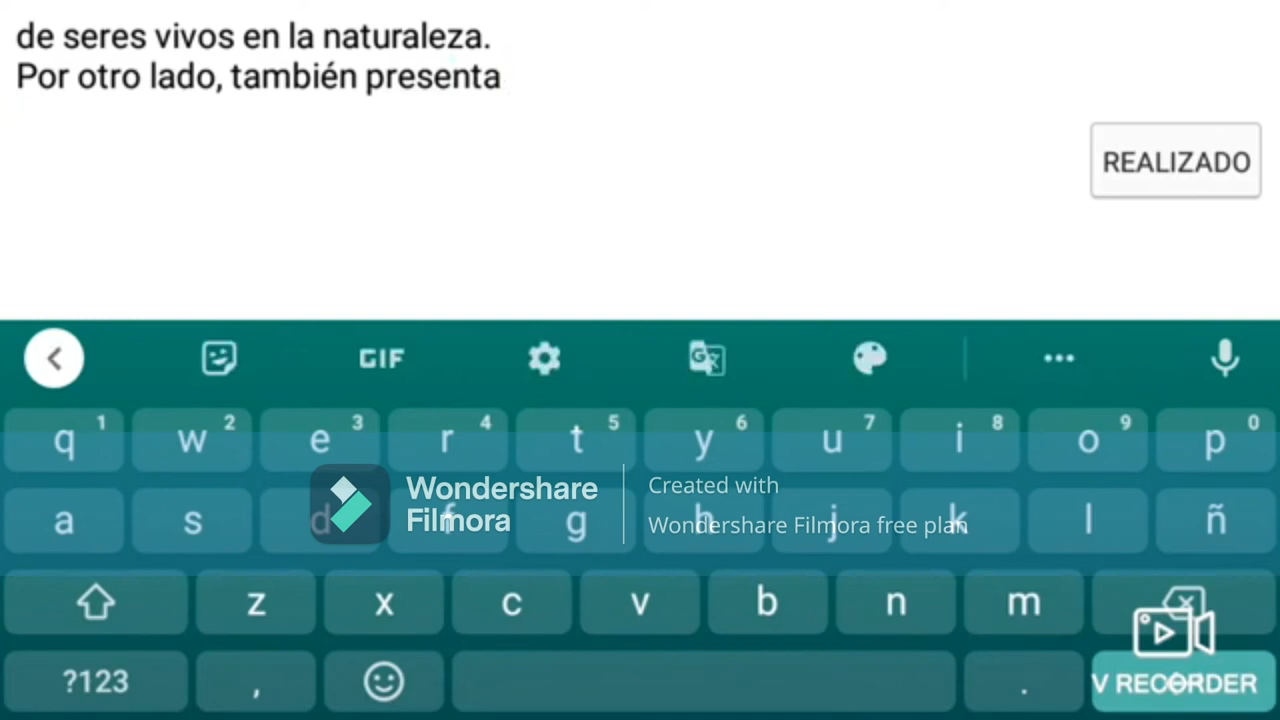 de seres vivos en la naturaleza.
Por otro lado, también presenta
REALIZADO
GIF
q 1 w 2 e 3 r 4 t 5 y 6 u 7 i 8 o 9 p 0
Wondershare
Filmora
Created with
Wondershare Filmora free plan
a s d f g h j k l ñ
z x c v b n m
?123 , .
V RECORDER